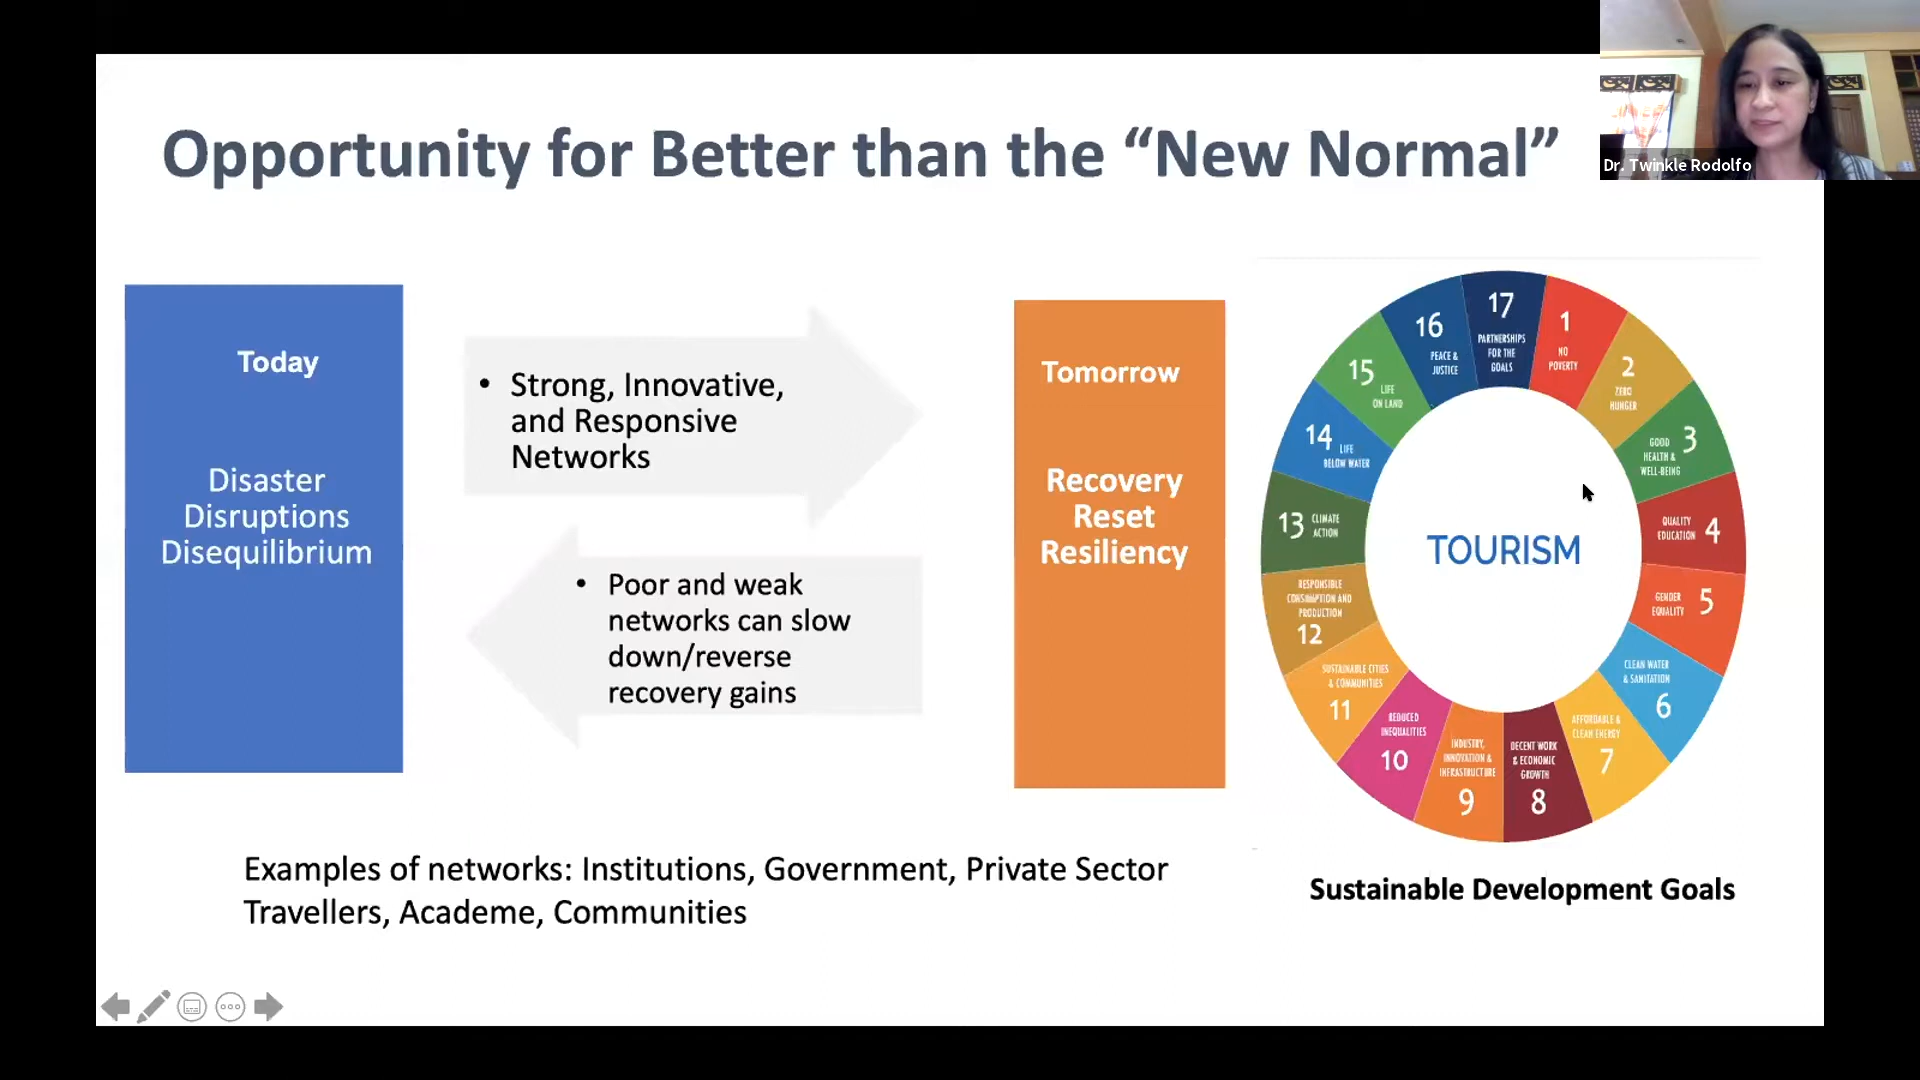 Opportunity for Better than the “New Normal”
Dr. Twinkle Rodolfo
Today
Disaster
Disruptions
Disequilibrium
• Strong, Innovative,
and Responsive
Networks
• Poor and weak
networks can slow
down/reverse
recovery gains
Tomorrow
Recovery
Reset
Resiliency
1
NO
POVERTY
2
ZERO
HUNGER
3
GOOD
HEALTH &
WELL-BEING
4
QUALITY
EDUCATION
5
GENDER
EQUALITY
6
CLEAN WATER
& SANITATION
7
AFFORDABLE &
CLEAN ENERGY
8
DECENT WORK
& ECONOMIC
GROWTH
9
INDUSTRY,
INNOVATION &
INFRASTRUCTURE
10
REDUCED
INEQUALITIES
11
SUSTAINABLE CITIES
& COMMUNITIES
12
RESPONSIBLE
CONSUMPTION AND
PRODUCTION
13
CLIMATE
ACTION
14
LIFE
BELOW WATER
15
LIFE
ON LAND
16
PEACE &
JUSTICE
17
PARTNERSHIPS
FOR THE
GOALS
TOURISM
Sustainable Development Goals
Examples of networks: Institutions, Government, Private Sector
Travellers, Academe, Communities